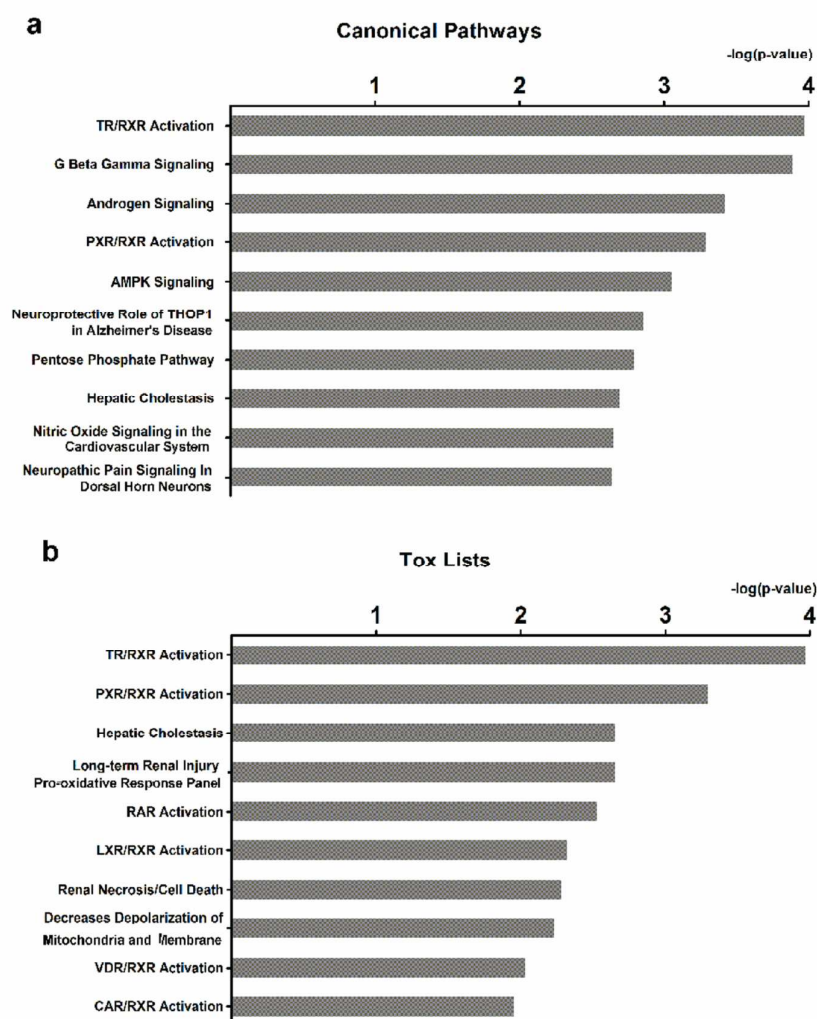 a
Canonical Pathways
-log(p-value)
1 2 3 4
TR/RXR Activation
G Beta Gamma Signaling
Androgen Signaling
PXR/RXR Activation
AMPK Signaling
Neuroprotective Role of THOP1
in Alzheimer's Disease
Pentose Phosphate Pathway
Hepatic Cholestasis
Nitric Oxide Signaling in the
Cardiovascular System
Neuropathic Pain Signaling In
Dorsal Horn Neurons
b
Tox Lists
-log(p-value)
1 2 3 4
TR/RXR Activation
PXR/RXR Activation
Hepatic Cholestasis
Long-term Renal Injury
Pro-oxidative Response Panel
RAR Activation
LXR/RXR Activation
Renal Necrosis/Cell Death
Decreases Depolarization of
Mitochondria and Membrane
VDR/RXR Activation
CAR/RXR Activation